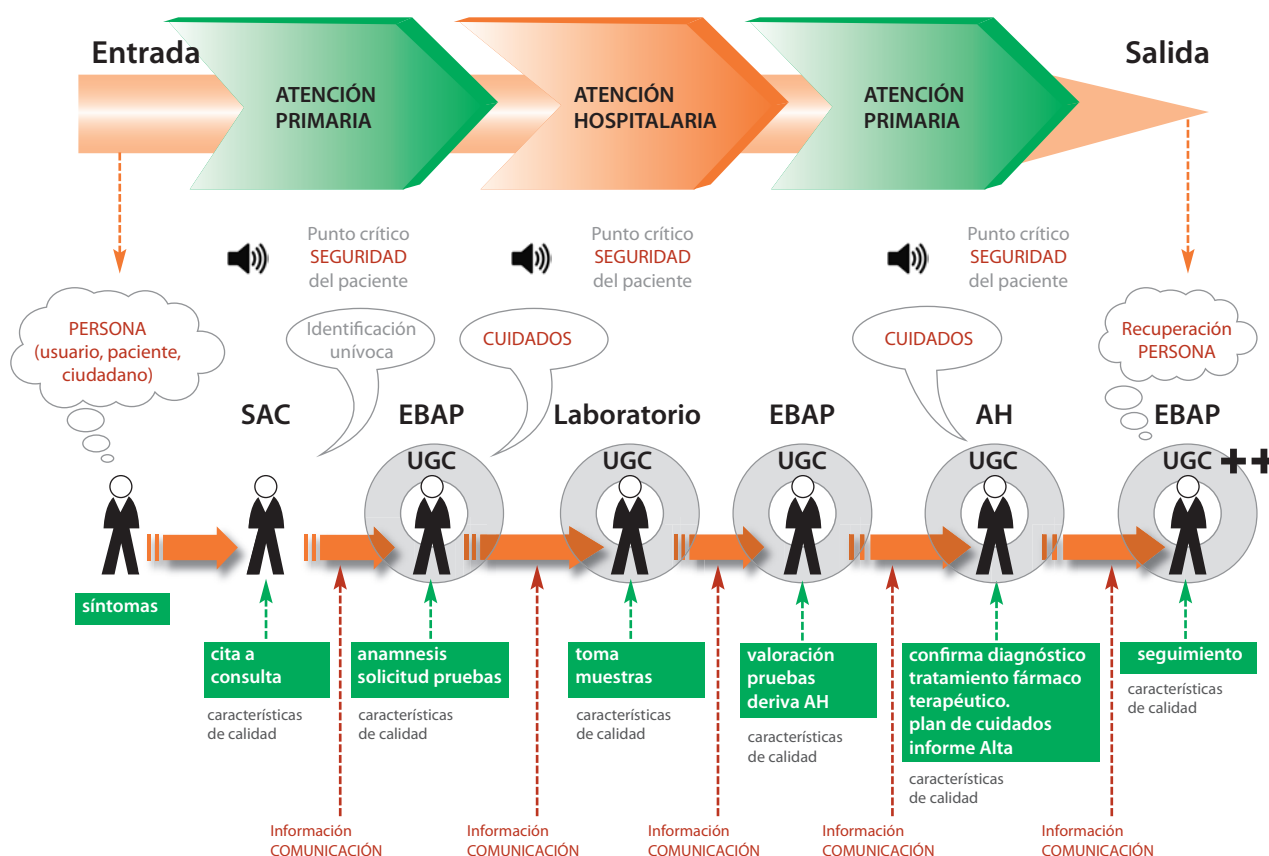 Entrada
Salida
ATENCIÓN
PRIMARIA
ATENCIÓN
HOSPITALARIA
ATENCIÓN
PRIMARIA
Punto crítico
SEGURIDAD
del paciente
Punto crítico
SEGURIDAD
del paciente
Punto crítico
SEGURIDAD
del paciente
PERSONA
(usuario, paciente,
ciudadano)
Identificación
unívoca
CUIDADOS
CUIDADOS
Recuperación
PERSONA
SAC
EBAP
Laboratorio
EBAP
AH
EBAP
UGC
UGC
UGC
UGC
UGC ++
síntomas
cita a
consulta
características
de calidad
anamnesis
solicitud pruebas
características
de calidad
toma
muestras
características
de calidad
valoración
pruebas
deriva AH
características
de calidad
confirma diagnóstico
tratamiento fármaco
terapéutico.
plan de cuidados
informe Alta
características
de calidad
seguimiento
características
de calidad
Información
COMUNICACIÓN
Información
COMUNICACIÓN
Información
COMUNICACIÓN
Información
COMUNICACIÓN
Información
COMUNICACIÓN